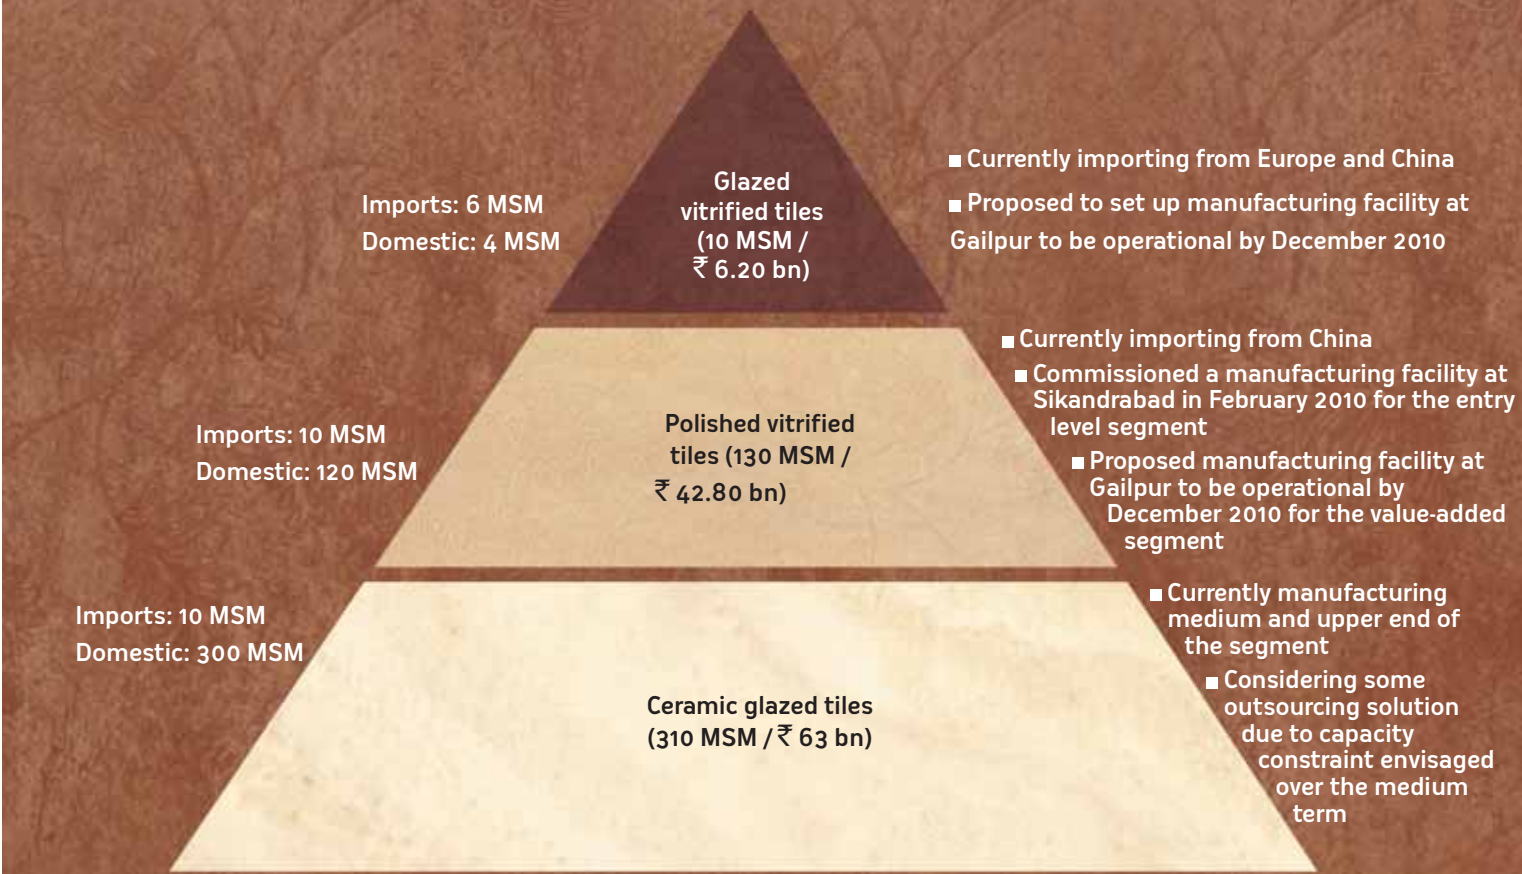 Imports: 6 MSM
Domestic: 4 MSM
Glazed
vitrified tiles
(10 MSM /
₹ 6.20 bn)
■ Currently importing from Europe and China
■ Proposed to set up manufacturing facility at
Gailpur to be operational by December 2010
Imports: 10 MSM
Domestic: 120 MSM
Polished vitrified
tiles (130 MSM /
₹ 42.80 bn)
■ Currently importing from China
■ Commissioned a manufacturing facility at
Sikandrabad in February 2010 for the entry
level segment
■ Proposed manufacturing facility at
Gailpur to be operational by
December 2010 for the value-added
segment
Imports: 10 MSM
Domestic: 300 MSM
Ceramic glazed tiles
(310 MSM / ₹ 63 bn)
■ Currently manufacturing
medium and upper end of
the segment
■ Considering some
outsourcing solution
due to capacity
constraint envisaged
over the medium
term